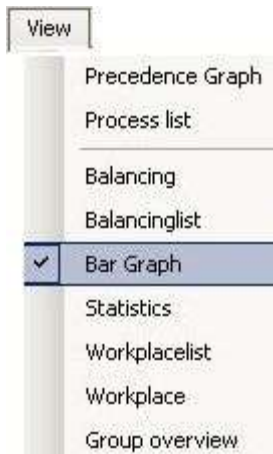 View
Precedence Graph
Process list
Balancing
Balancinglist
Bar Graph
Statistics
Workplacelist
Workplace
Group overview